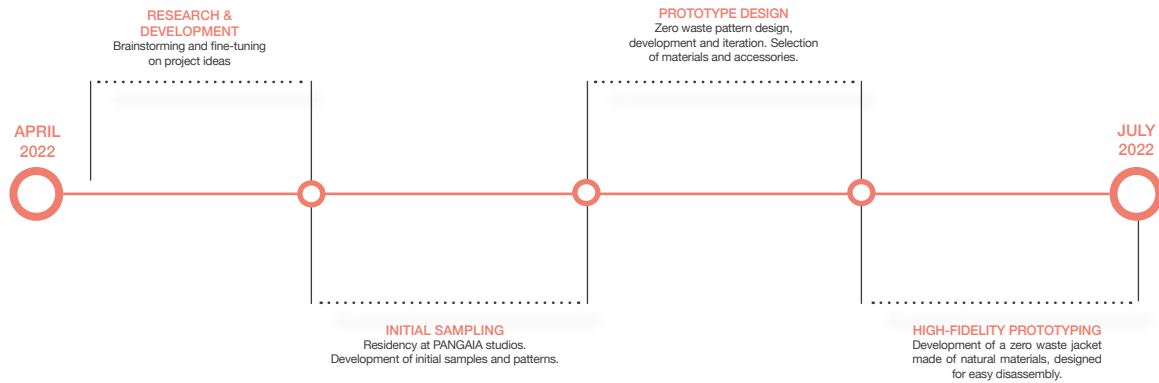 RESEARCH &
DEVELOPMENT
Brainstorming and fine-tuning
on project ideas
PROTOTYPE DESIGN
Zero waste pattern design,
development and iteration. Selection
of materials and accessories.
APRIL
2022
JULY
2022
INITIAL SAMPLING
Residency at PANGAIA studios.
Development of initial samples and patterns.
HIGH-FIDELITY PROTOTYPING
Development of a zero waste jacket
made of natural materials, designed
for easy disassembly.